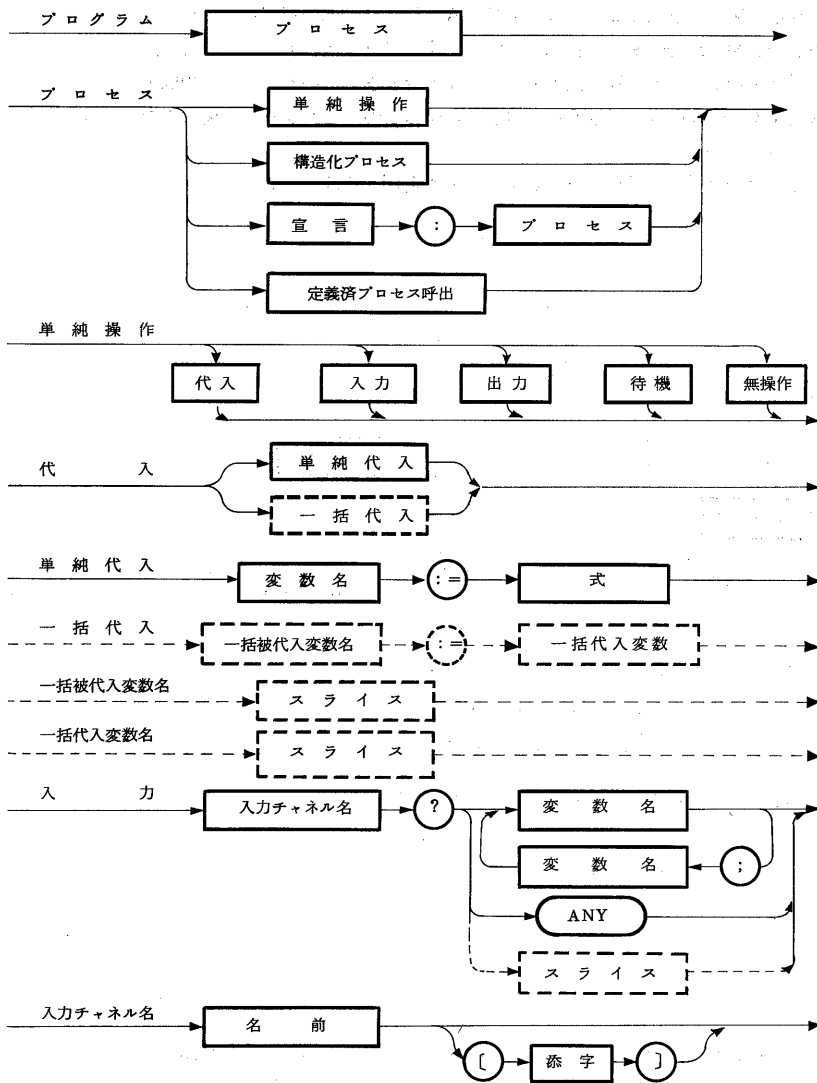 プログラム
プロセス
プロセス
単純操作
構造化プロセス
宣言 : プロセス
定義済プロセス呼出
単純操作
代入 入力 出力 待機 無操作
代入
単純代入
一括代入
単純代入
変数名 := 式
一括代入
一括被代入変数名 := 一括代入変数
一括被代入変数名
スライス
一括代入変数名
スライス
入力
入力チャネル名 ? 変数名
変数名 ;
ANY
スライス
入力チャネル名
名前
[ 添字 ]